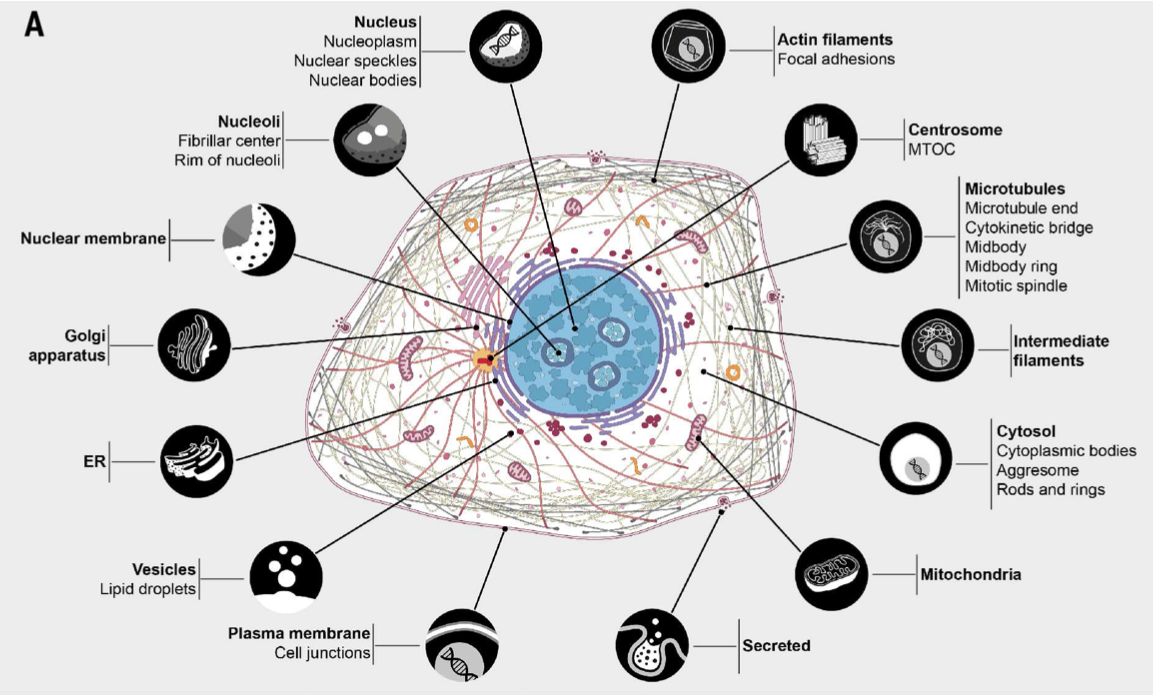 A
Nucleus
Nucleoplasm
Nuclear speckles
Nuclear bodies
Actin filaments
Focal adhesions
Nucleoli
Fibrillar center
Rim of nucleoli
Centrosome
MTOC
Nuclear membrane
Microtubules
Microtubule end
Cytokinetic bridge
Midbody
Midbody ring
Mitotic spindle
Golgi
apparatus
Intermediate
filaments
ER
Cytosol
Cytoplasmic bodies
Aggresome
Rods and rings
Vesicles
Lipid droplets
Mitochondria
Plasma membrane
Cell junctions
Secreted